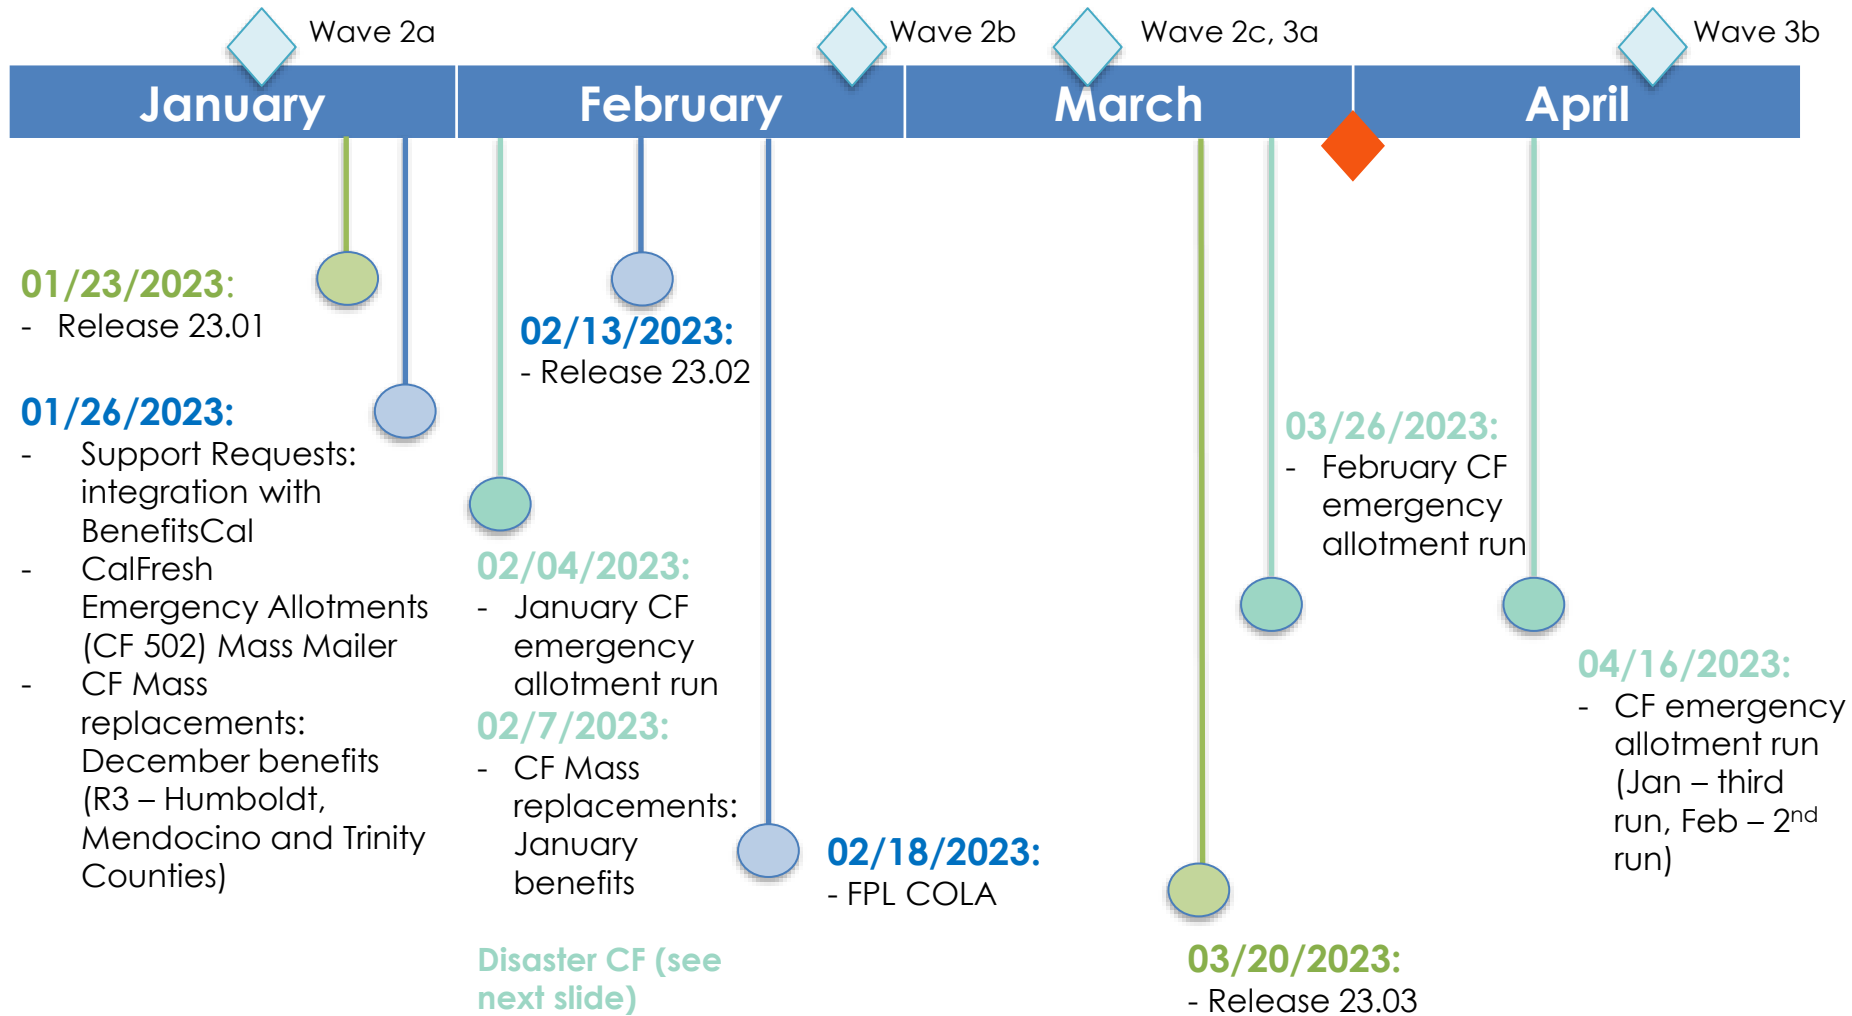 Wave 2a
Wave 2b
Wave 2c, 3a
Wave 3b
January
February
March
April
01/23/2023:
- Release 23.01
01/26/2023:
- Support Requests:
integration with
BenefitsCal
- CalFresh
Emergency Allotments
(CF 502) Mass Mailer
- CF Mass
replacements:
December benefits
(R3 – Humboldt,
Mendocino and Trinity
Counties)
02/04/2023:
- January CF
emergency
allotment run
02/7/2023:
- CF Mass
replacements:
January
benefits
Disaster CF (see
next slide)
02/13/2023:
- Release 23.02
02/18/2023:
- FPL COLA
03/20/2023:
- Release 23.03
03/26/2023:
- February CF
emergency
allotment run
04/16/2023:
- CF emergency
allotment run
(Jan – third
run, Feb – 2nd
run)